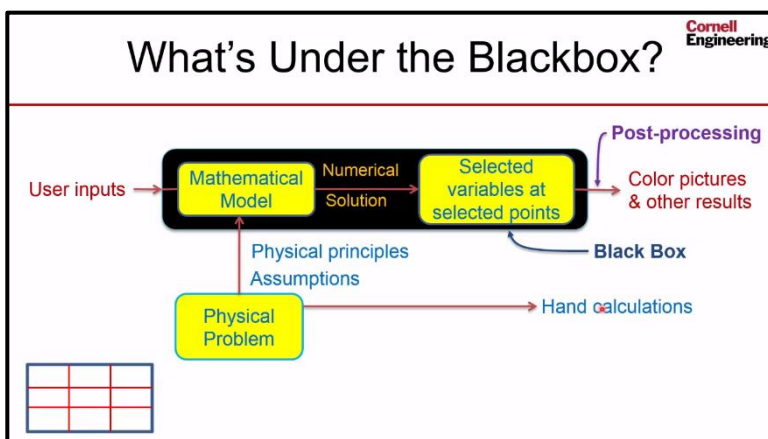 Cornell
Engineering
What's Under the Blackbox?
Post-processing
User inputs
Mathematical
Model
Numerical
Solution
Selected
variables at
selected points
Color pictures
& other results
Physical principles
Assumptions
Black Box
Physical
Problem
Hand calculations